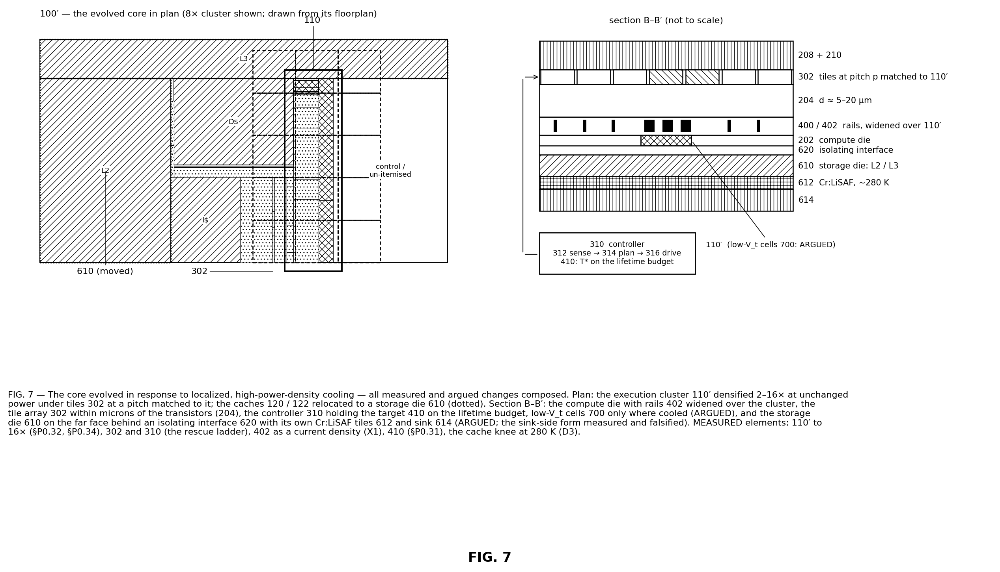 100′ — the evolved core in plan (8× cluster shown; drawn from its floorplan)
110′
L3
D$
L2
control /
un-itemised
I$
610 (moved)
302
section B–B′ (not to scale)
208 + 210
302  tiles at pitch p matched to 110′
204  d ≈ 5–20 µm
400 / 402  rails, widened over 110′
202  compute die
620  isolating interface
610  storage die: L2 / L3
612  Cr:LiSAF, ~280 K
614
310  controller
312 sense → 314 plan → 316 drive
410: T* on the lifetime budget
110′  (low-V_t cells 700: ARGUED)
FIG. 7 — The core evolved in response to localized, high-power-density cooling — all measured and argued changes composed. Plan: the execution cluster 110′ densified 2–16× at unchanged
power under tiles 302 at a pitch matched to it; the caches 120 / 122 relocated to a storage die 610 (dotted). Section B–B′: the compute die with rails 402 widened over the cluster, the
tile array 302 within microns of the transistors (204), the controller 310 holding the target 410 on the lifetime budget, low-V_t cells 700 only where cooled (ARGUED), and the storage
die 610 on the far face behind an isolating interface 620 with its own Cr:LiSAF tiles 612 and sink 614 (ARGUED; the sink-side form measured and falsified). MEASURED elements: 110′ to
16× (§P0.32, §P0.34), 302 and 310 (the rescue ladder), 402 as a current density (X1), 410 (§P0.31), the cache knee at 280 K (D3).
FIG. 7